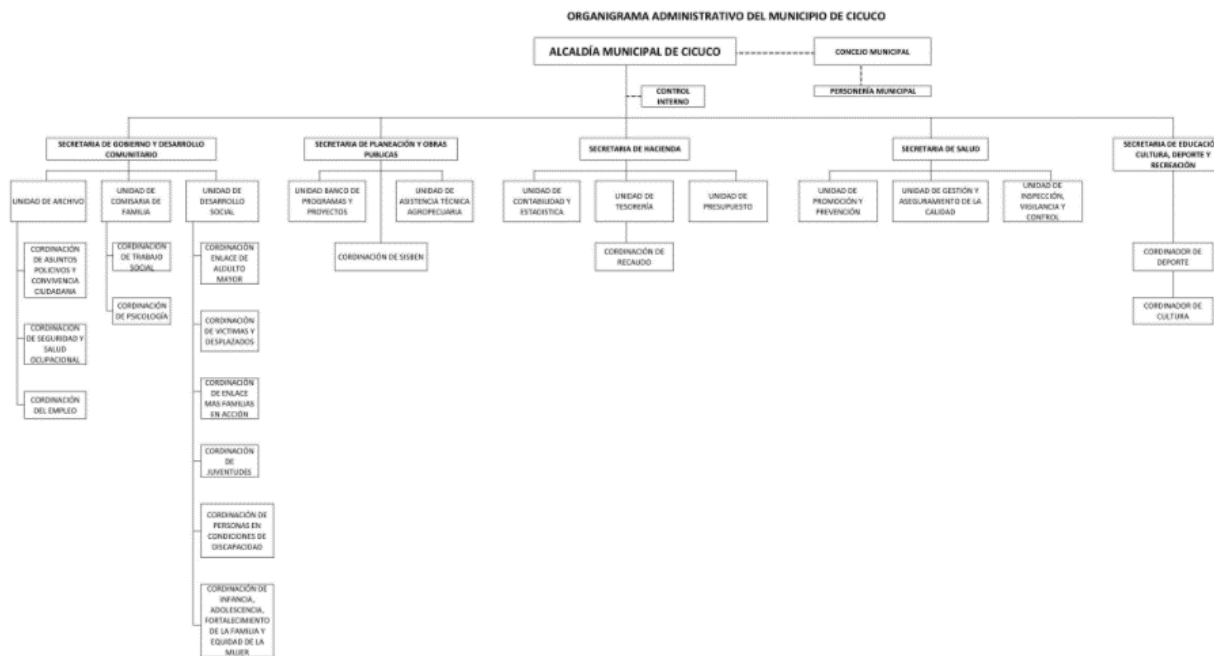 ORGANIGRAMA ADMINISTRATIVO DEL MUNICIPIO DE CICUCO
ALCALDÍA MUNICIPAL DE CICUCO
CONCEJO MUNICIPAL
CONTROL
INTERNO
PERSONERÍA MUNICIPAL
SECRETARIA DE GOBIERNO Y DESARROLLO
COMUNITARIO
SECRETARIA DE PLANEACIÓN Y OBRAS
PUBLICAS
SECRETARIA DE HACIENDA
SECRETARIA DE SALUD
SECRETARIA DE EDUCACIÓ
CULTURA, DEPORTE Y
RECREACIÓN
UNIDAD DE ARCHIVO
UNIDAD DE
COMISARIA DE
FAMILIA
UNIDAD DE
DESARROLLO
SOCIAL
UNIDAD BANCO DE
PROGRAMAS Y
PROYECTOS
UNIDAD DE
ASISTENCIA TÉCNICA
AGROPECUARIA
UNIDAD DE
CONTABILIDAD Y
ESTADISTICA
UNIDAD DE
TESORERÍA
UNIDAD DE
PRESUPUESTO
UNIDAD DE
PROMOCIÓN Y
PREVENCIÓN
UNIDAD DE GESTIÓN Y
ASEGURAMIENTO DE LA
CALIDAD
UNIDAD DE
INSPECCIÓN,
VIGILANCIA Y
CONTROL
CORDINACIÓN
DE ASUNTOS
POLICIVOS Y
CONVIVENCIA
CIUDADANA
CORDINACIÓN
DE SEGURIDAD Y
SALUD
OCUPACIONAL
CORDINACIÓN
DEL EMPLEO
CORDINACIÓN
DE TRABAJO
SOCIAL
CORDINACIÓN
DE PSICOLOGÍA
CORDINACIÓN
ENLACE DE
ALDULTO
MAYOR
CORDINACIÓN
DE VICTIMAS Y
DESPLAZADOS
CORDINACIÓN
DE ENLACE
MAS FAMILIAS
EN ACCIÓN
CORDINACIÓN
DE
JUVENTUDES
CORDINACIÓN DE
PERSONAS EN
CONDICIONES DE
DISCAPACIDAD
CORDINACIÓN DE
INFANCIA,
ADOLESCENCIA,
FORTALECIMIENTO
DE LA FAMILIA Y
EQUIDAD DE LA
MUJER
CORDINACIÓN DE SISBEN
CORDINACIÓN DE
RECAUDO
CORDINADOR DE
DEPORTE
CORDINADOR DE
CULTURA